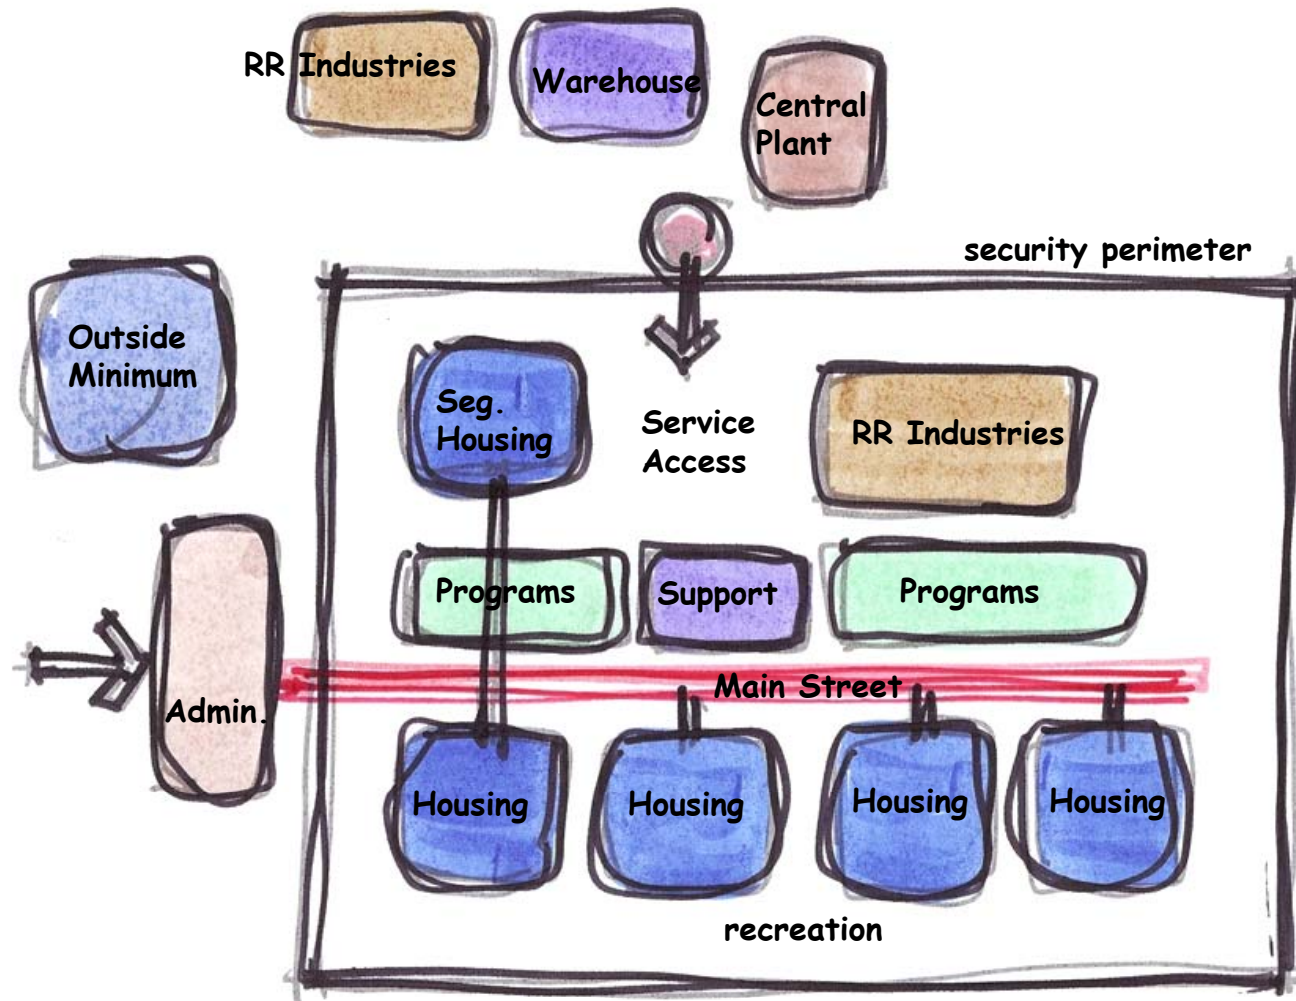 RR Industries
Warehouse
Central
Plant
security perimeter
Outside
Minimum
Seg.
Housing
Service
Access
RR Industries
Programs
Support
Programs
Main Street
Admin.
Housing
Housing
Housing
Housing
recreation